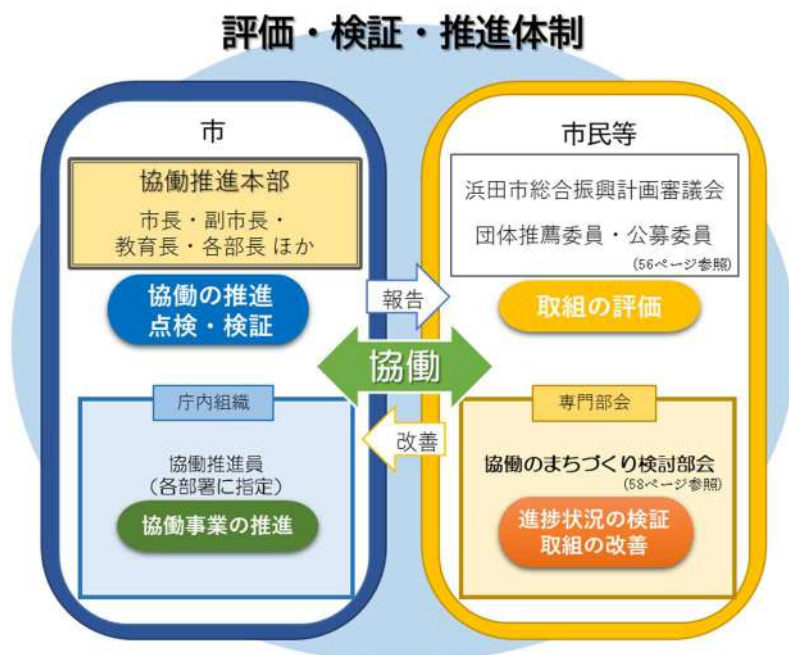 評価・検証・推進体制
市
協働推進本部
市長・副市長・
教育長・各部長 ほか
協働の推進
点検・検証
庁内組織
協働推進員
(各部署に指定)
協働事業の推進
報告
協働
改善
市民等
浜田市総合振興計画審議会
団体推薦委員・公募委員
(56ページ参照)
取組の評価
専門部会
協働のまちづくり検討部会
(58ページ参照)
進捗状況の検証
取組の改善